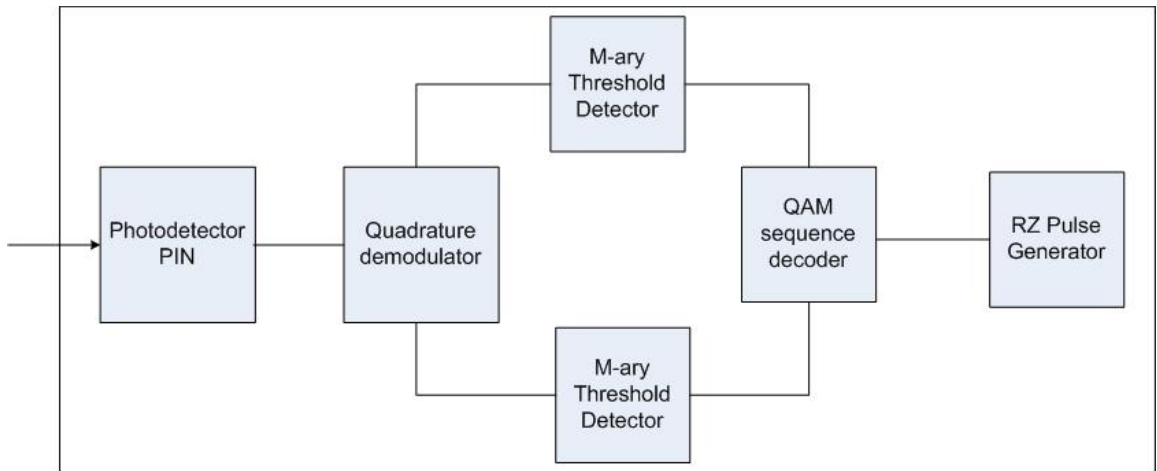 M-ary
Threshold
Detector
Photodetector
PIN
Quadrature
demodulator
QAM
sequence
decoder
RZ Pulse
Generator
M-ary
Threshold
Detector